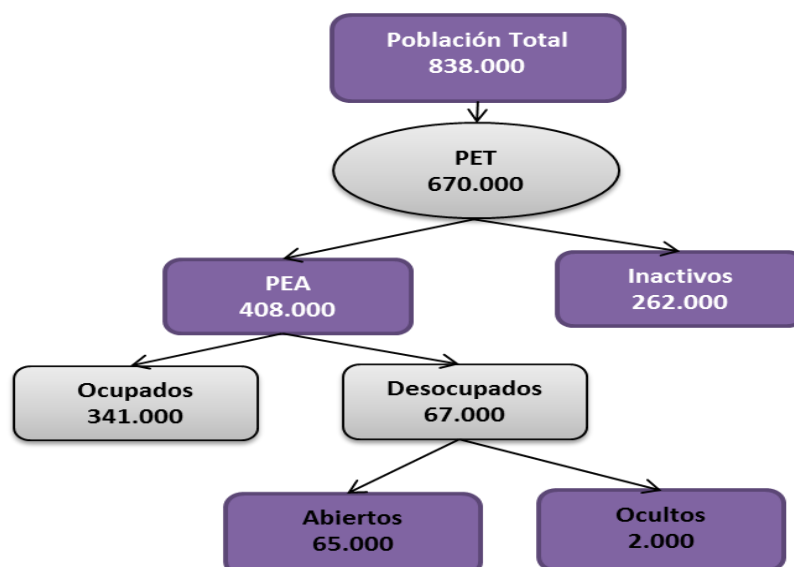 Población Total
838.000
PET
670.000
PEA
408.000
Inactivos
262.000
Ocupados
341.000
Desocupados
67.000
Abiertos
65.000
Ocultos
2.000